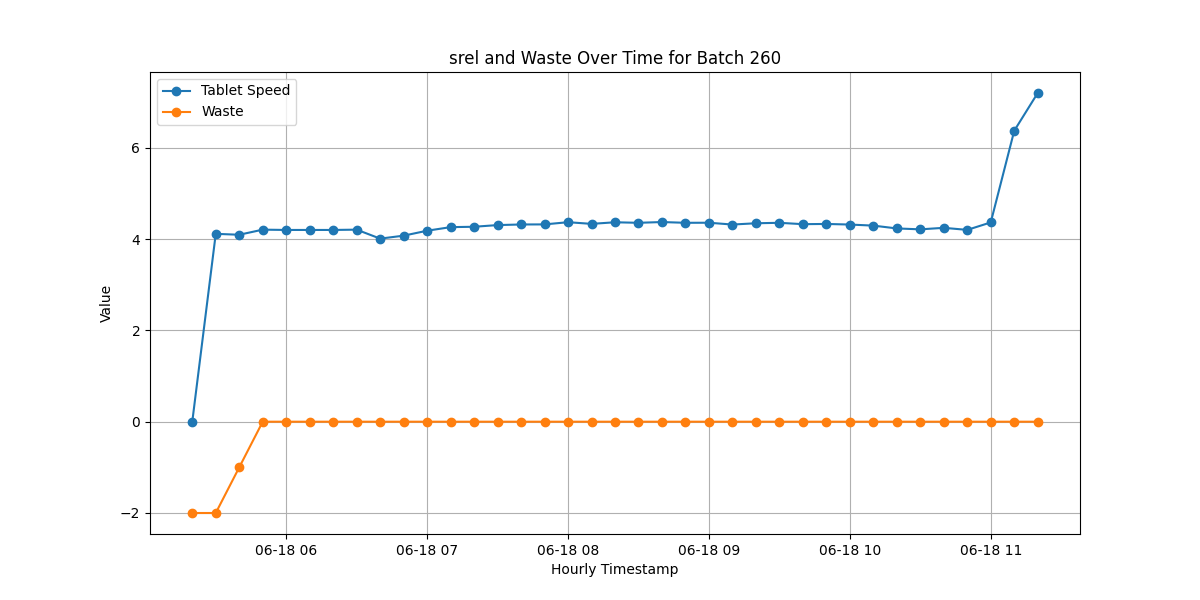 srel and Waste Over Time for Batch 260
Tablet Speed
Waste
Value
6
4
2
0
−2
06-18 06
06-18 07
06-18 08
06-18 09
06-18 10
06-18 11
Hourly Timestamp